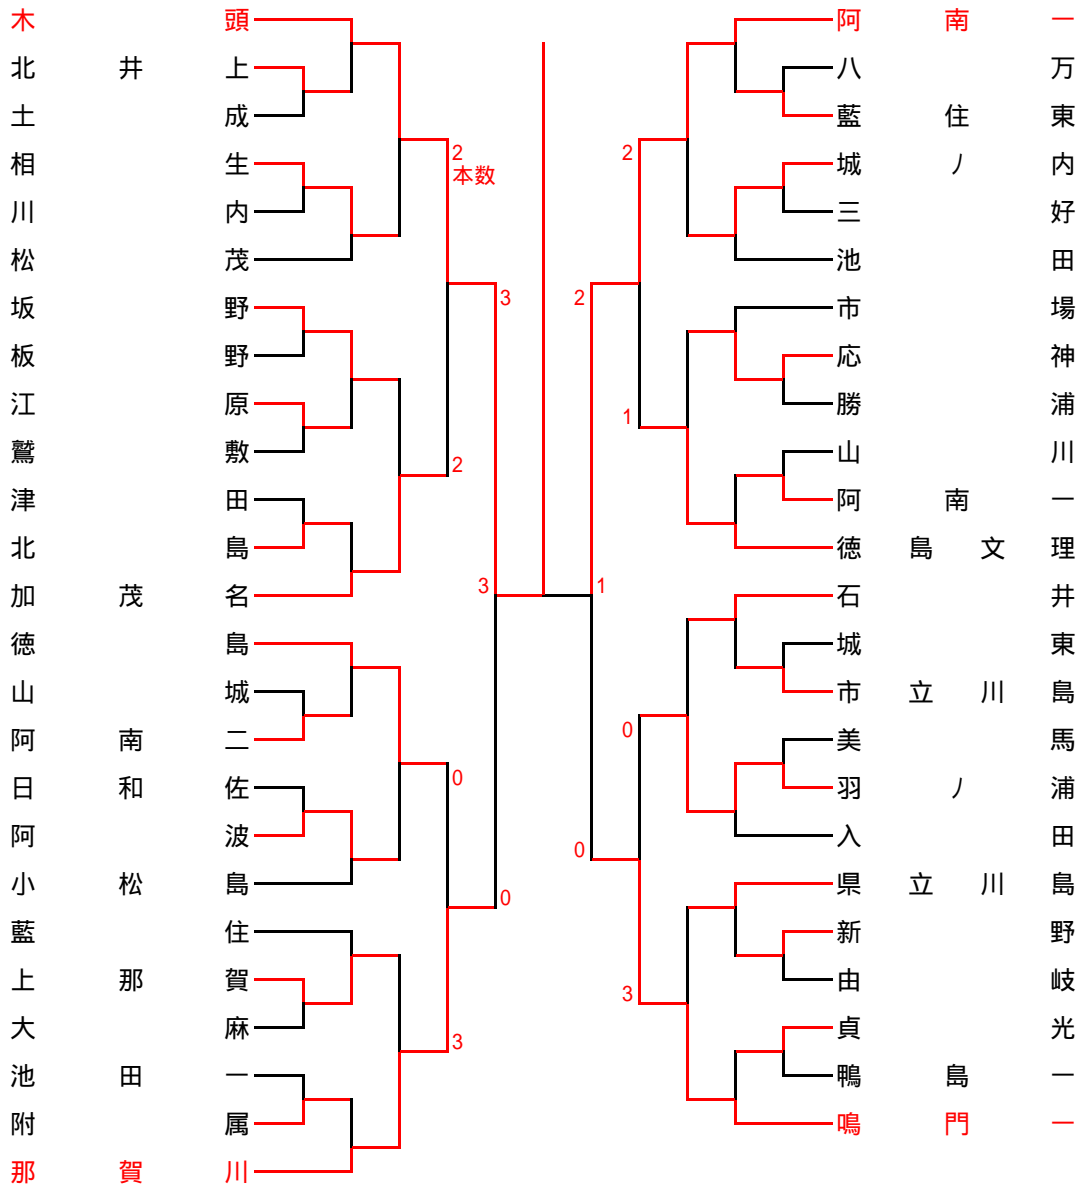 木頭
北井上
土成
相生
川内
松茂
坂野
板野
江原
鷲敷
津田
北島
加茂名
徳島
山城
阿南二
日和佐
阿波
小松島
藍住
上那賀
大麻
池田一
附属
那賀川
2
本数
3
2
3
0
0
3
阿南一
八万
藍住東
城ノ内
三好
池田
市場
応神
勝浦
山川
阿南一
徳島文理
石井
城東
市立川島
美馬
羽ノ浦
入田
県立川島
新野
由岐
貞光
鴨島一
鳴門一
2
2
1
1
0
0
3